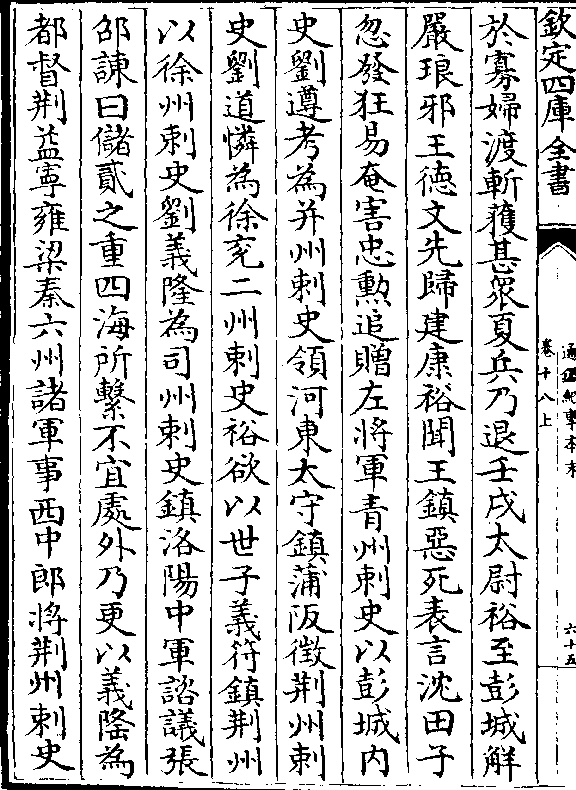 欽定四庫全書
通鑑紀事本末
卷十八上
六十五
於寡婦渡斬獲甚衆夏兵乃退壬戌太尉裕至彭城解
嚴琅邪王德文先歸建康裕聞王鎮惡死表言沈田子
忽發狂易奄害忠勲追贈左將軍青州刺史以彭城内
史劉遵考為并州刺史領河東太守鎮蒲阪徴荆州刺
史劉道憐為徐兖二州刺史裕欲以世子義符鎮荆州
以徐州刺史劉義隆為司州刺史鎮洛陽中軍諮議張
邵諫曰儲貳之重四海所繫不宜處外乃更以義隆為
都督荆益寧雍梁秦六州諸軍事西中郎將荆州刺史